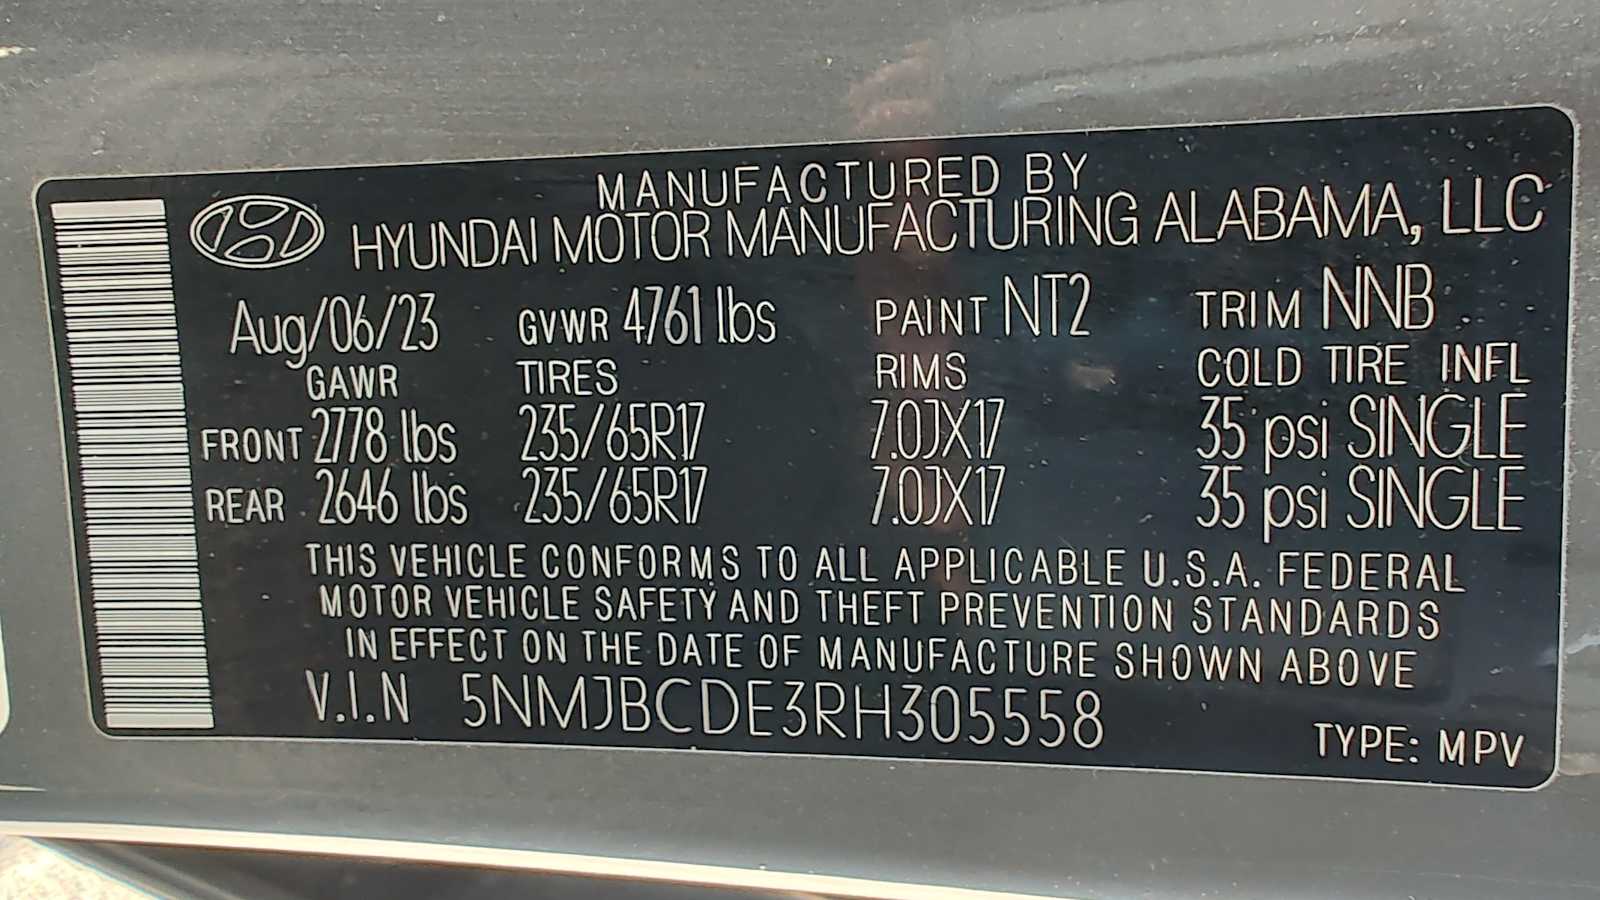 MANUFACTURED BY
HYUNDAI MOTOR MANUFACTURING ALABAMA, LLC
Aug/06/23 GVWR 4761 lbs PAINT NT2 TRIM NNB
GAWR TIRES RIMS COLD TIRE INFL
FRONT 2778 lbs 235/65R17 7.0JX17 35 psi SINGLE
REAR 2646 lbs 235/65R17 7.0JX17 35 psi SINGLE
THIS VEHICLE CONFORMS TO ALL APPLICABLE U.S.A. FEDERAL
MOTOR VEHICLE SAFETY AND THEFT PREVENTION STANDARDS
IN EFFECT ON THE DATE OF MANUFACTURE SHOWN ABOVE
V.I.N 5NMJBCDE3RH305558
TYPE: MPV